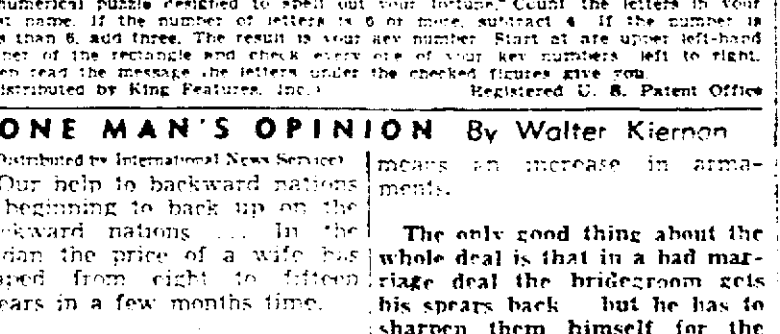 numerical puzzle designed to spell out your fortune. Count the letters in your
st name. If the number of letters is 6 or more, subtract 4. If the number is
s than 6, add three. The result is your key number. Start at the upper left-hand
ner of the rectangle and check every one of your key numbers left to right.
en read the message the letters under the checked figures give you.
istributed by King Features, Inc.)
Registered U. S. Patent Office
ONE MAN'S OPINION By Walter Kiernan
Distributed by International News Service)
Our help to backward nations
beginning to back up on the
ckward nations ... In the
the price of a wife has
aped from eight to fifteen
ears in a few months time.
means an increase in arma-
ments.
The only good thing about the
whole deal is that in a bad mar-
riage deal the bridegroom gets
his spears back but he has to
sharpen them himself for the